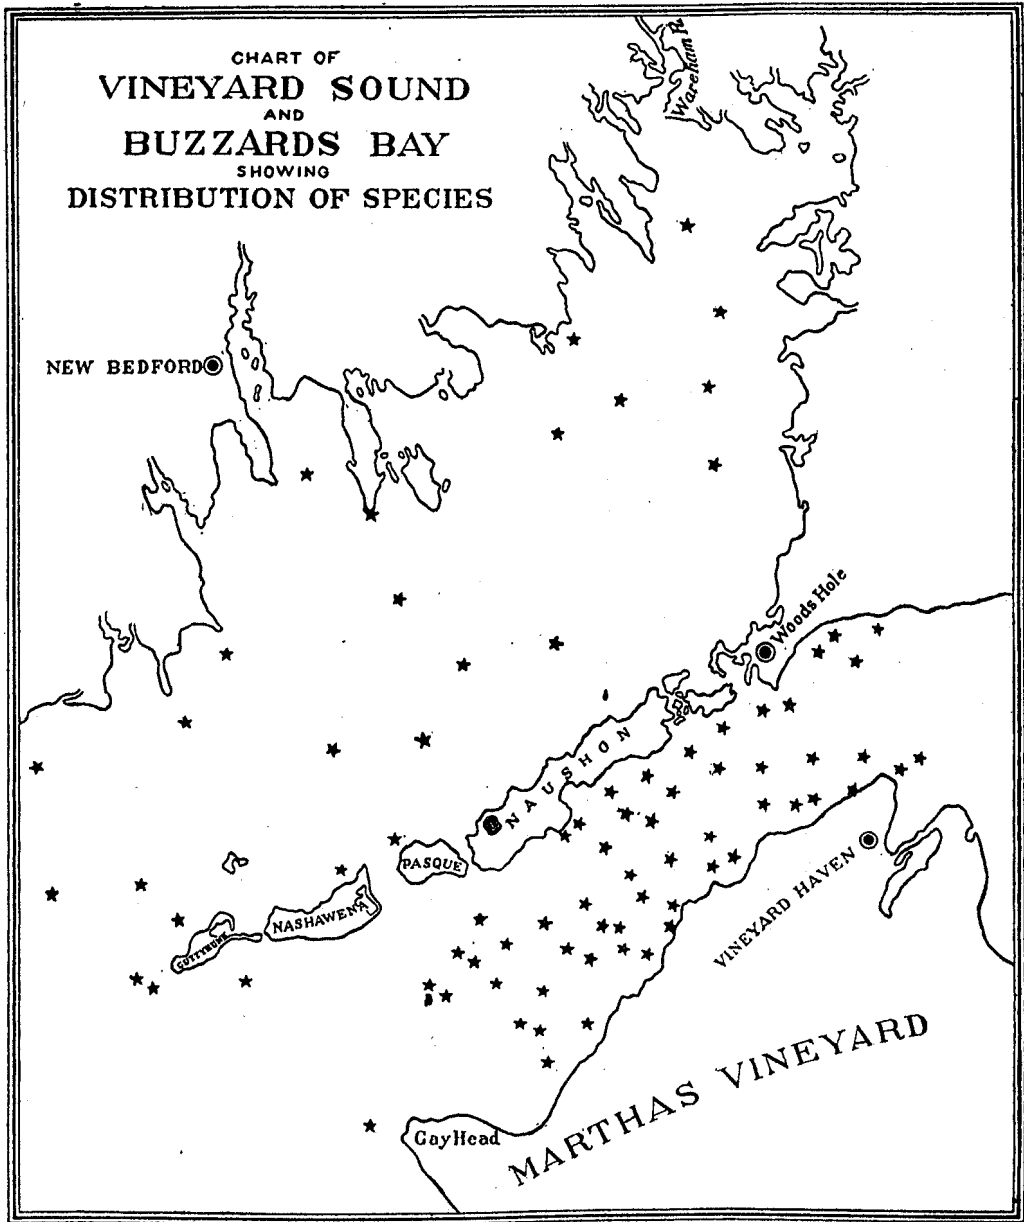 CHART OF
VINEYARD SOUND
AND
BUZZARDS BAY
SHOWING
DISTRIBUTION OF SPECIES
Wareham R.
NEW BEDFORD
Woods Hole
NAUSHON
PASQUE
NASHAWENA
CUTTYHUNK
VINEYARD HAVEN
MARTHAS VINEYARD
Gay Head